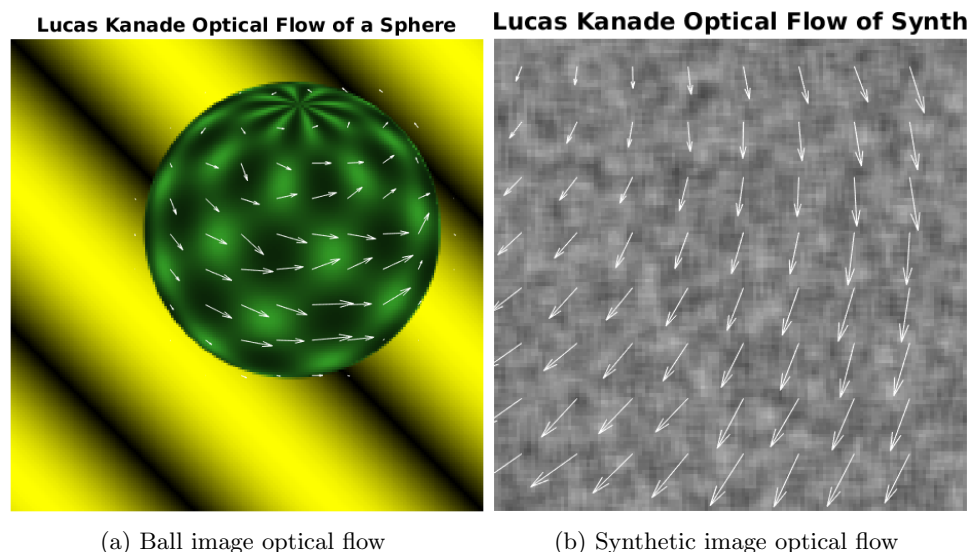 Lucas Kanade Optical Flow of a Sphere
Lucas Kanade Optical Flow of Synth
(a) Ball image optical flow
(b) Synthetic image optical flow